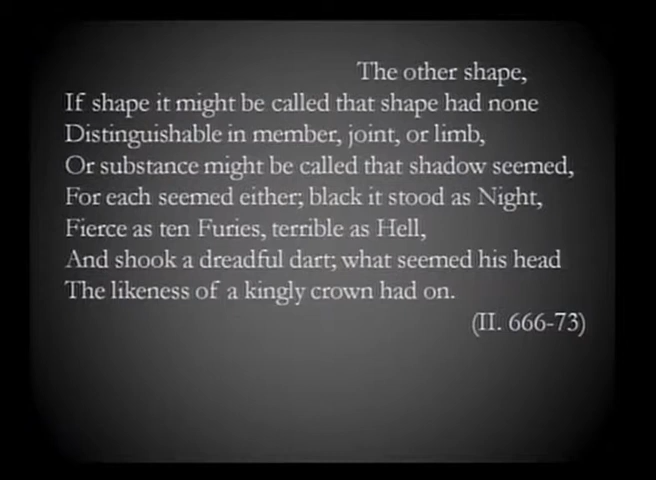 The other shape,
If shape it might be called that shape had none
Distinguishable in member, joint, or limb,
Or substance might be called that shadow seemed,
For each seemed either; black it stood as Night,
Fierce as ten Furies, terrible as Hell,
And shook a dreadful dart; what seemed his head
The likeness of a kingly crown had on.
(II. 666-73)